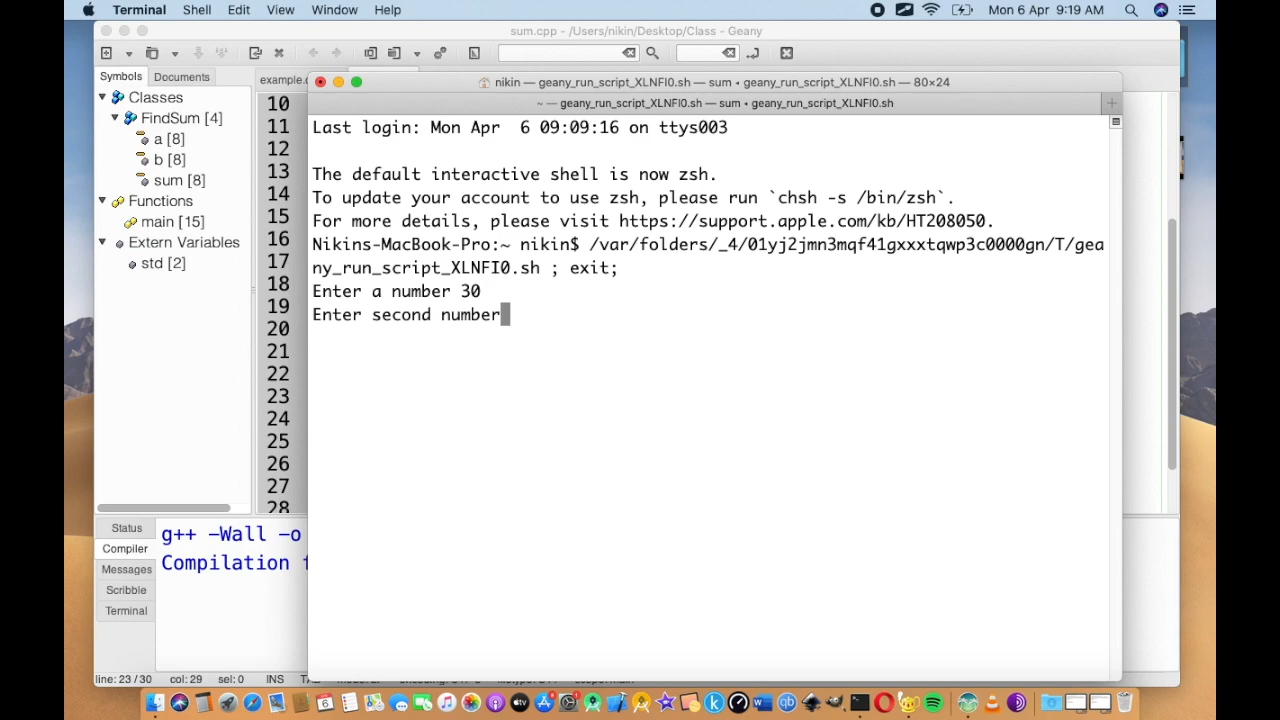 Terminal Shell Edit View Window Help Mon 6 Apr 9:19 AM
sum.cpp - /Users/nikin/Desktop/Class - Geany
Symbols Documents
Classes
FindSum [4]
a [8]
b [8]
sum [8]
Functions
main [15]
Extern Variables
std [2]
example.c
10
11
12
13
14
15
16
17
18
19
20
21
22
23
24
25
26
27
28
nikin — geany_run_script_XLNFI0.sh — sum ◂ geany_run_script_XLNFI0.sh — 80×24
~ — geany_run_script_XLNFI0.sh — sum ◂ geany_run_script_XLNFI0.sh
Last login: Mon Apr  6 09:09:16 on ttys003
The default interactive shell is now zsh.
To update your account to use zsh, please run `chsh -s /bin/zsh`.
For more details, please visit https://support.apple.com/kb/HT208050.
Nikins-MacBook-Pro:~ nikin$ /var/folders/_4/01yj2jmn3mqf41gxxxtqwp3c0000gn/T/gea
ny_run_script_XLNFI0.sh ; exit;
Enter a number 30
Enter second number
Status
Compiler
Messages
Scribble
Terminal
g++ -Wall -o
Compilation f
line: 23 / 30 col: 29 sel: 0 INS